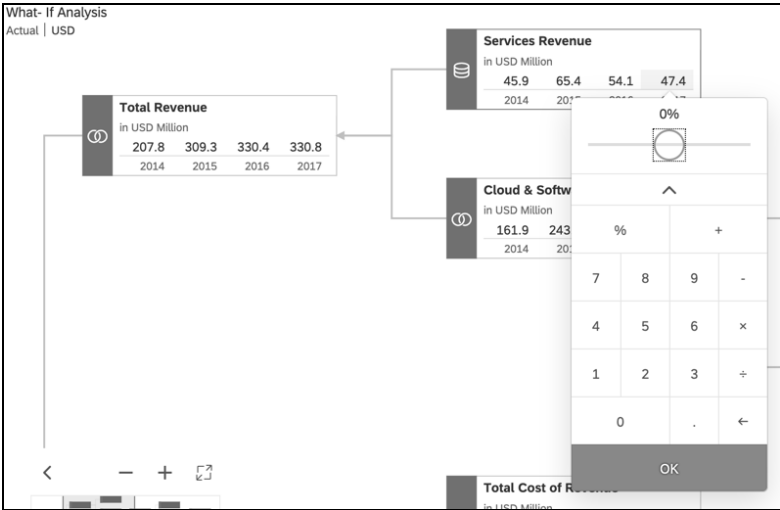 What- If Analysis
Actual | USD
Services Revenue
in USD Million
45.9 65.4 54.1 47.4
2014
Total Revenue
in USD Million
207.8 309.3 330.4 330.8
2014 2015 2016 2017
Cloud &
in USD Million
161.9 243
2014
0%
% +
7 8 9 -
4 5 6 ×
1 2 3 ÷
0 . ←
OK
Total Cost of
in USD Million